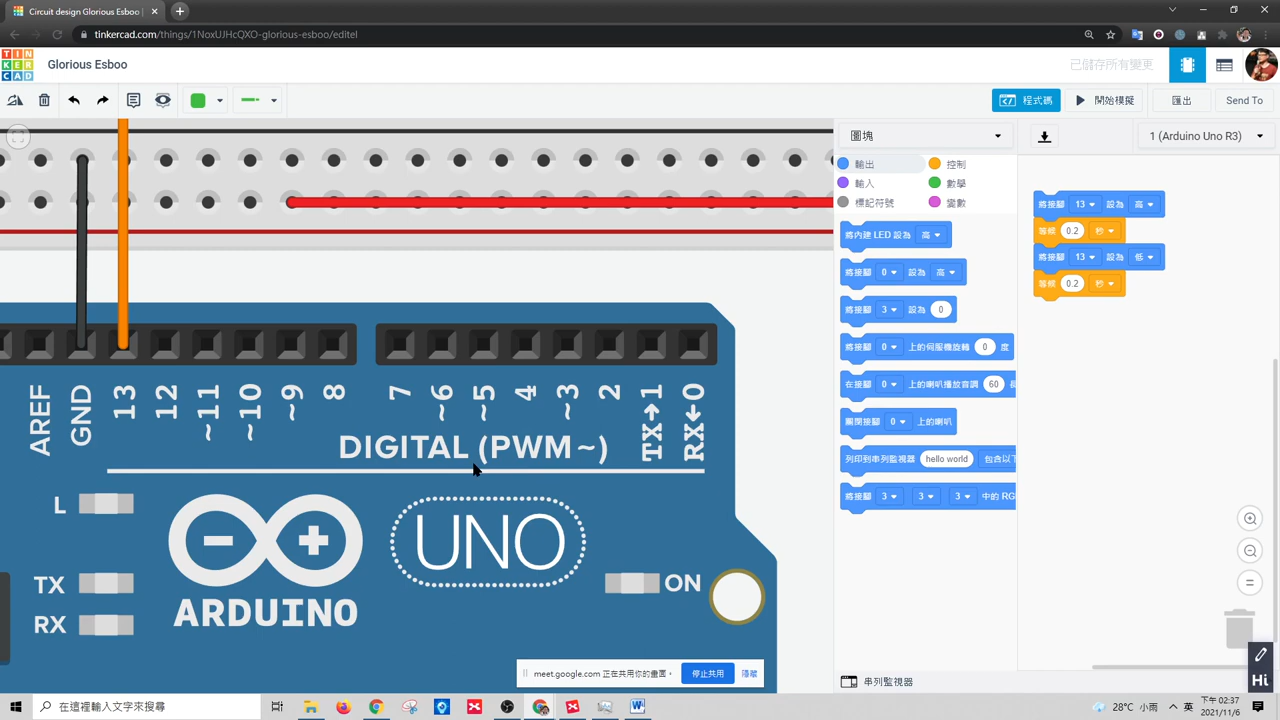 Circuit design Glorious Esboo |
tinkercad.com/things/1NoxUJHcQXO-glorious-esboo/editel
TIN
KER
CAD
Glorious Esboo
已儲存所有變更
程式碼
開始模擬
匯出
Send To
圖塊
1 (Arduino Uno R3)
輸出
控制
輸入
數學
標記符號
變數
將內建 LED 設為 高
將接腳 0 設為 高
將接腳 3 設為 0
將接腳 0 上的伺服機旋轉 0 度
在接腳 0 上的喇叭播放音調 60 長
關閉接腳 0 上的喇叭
列印到串列監視器 hello world 包含以下
將接腳 3 3 3 中的 RG
將接腳 13 設為 高
等候 0.2 秒
將接腳 13 設為 低
等候 0.2 秒
AREF
GND
13
12
~11
~10
~9
8
7
~6
~5
4
~3
2
TX→1
RX←0
DIGITAL (PWM ~)
L
TX
RX
UNO
ARDUINO
ON
meet.google.com 正在共用你的畫面。
停止共用
隱藏
串列監視器
Hi
在這裡輸入文字來搜尋
28°C 小雨
英
下午 02:37
2021/11/6